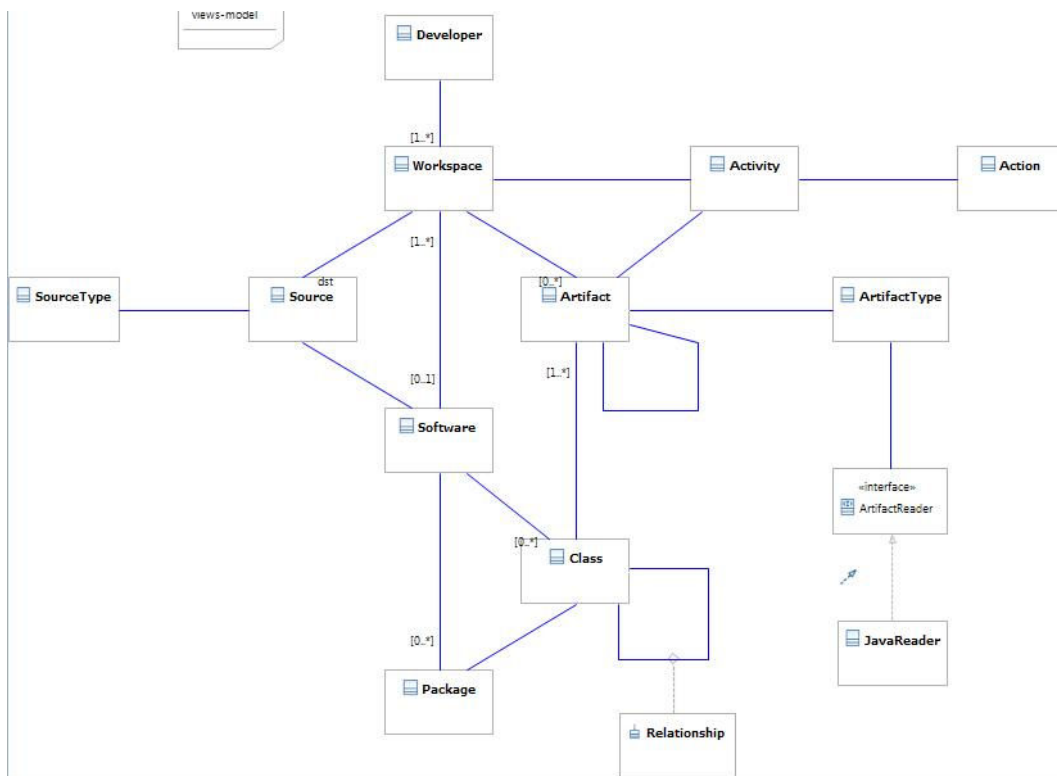 views-model
Developer
[1..*]
Workspace
Activity
Action
[1..*]
dst
[0..*]
SourceType
Source
Artifact
ArtifactType
[1..*]
[0..1]
Software
«interface»
ArtifactReader
[0..*]
Class
[0..*]
JavaReader
Package
Relationship